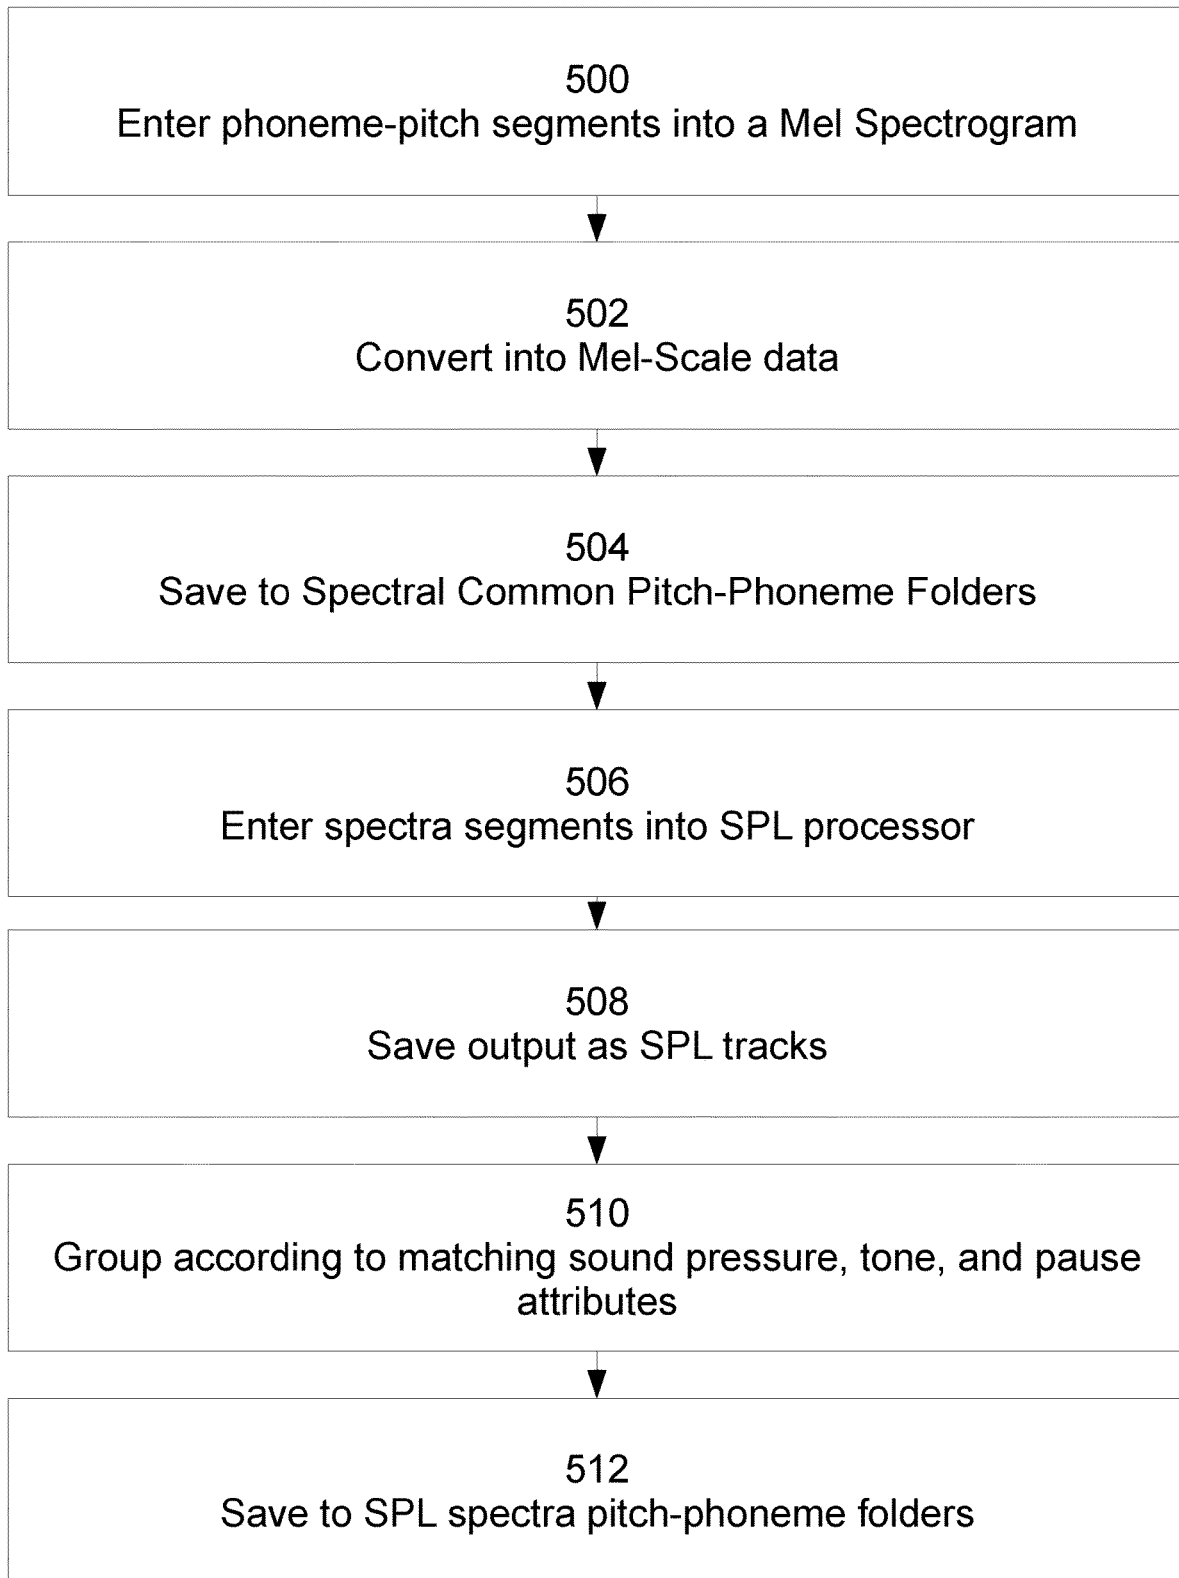 500
Enter phoneme-pitch segments into a Mel Spectrogram
502
Convert into Mel-Scale data
504
Save to Spectral Common Pitch-Phoneme Folders
506
Enter spectra segments into SPL processor
508
Save output as SPL tracks
510
Group according to matching sound pressure, tone, and pause
attributes
512
Save to SPL spectra pitch-phoneme folders